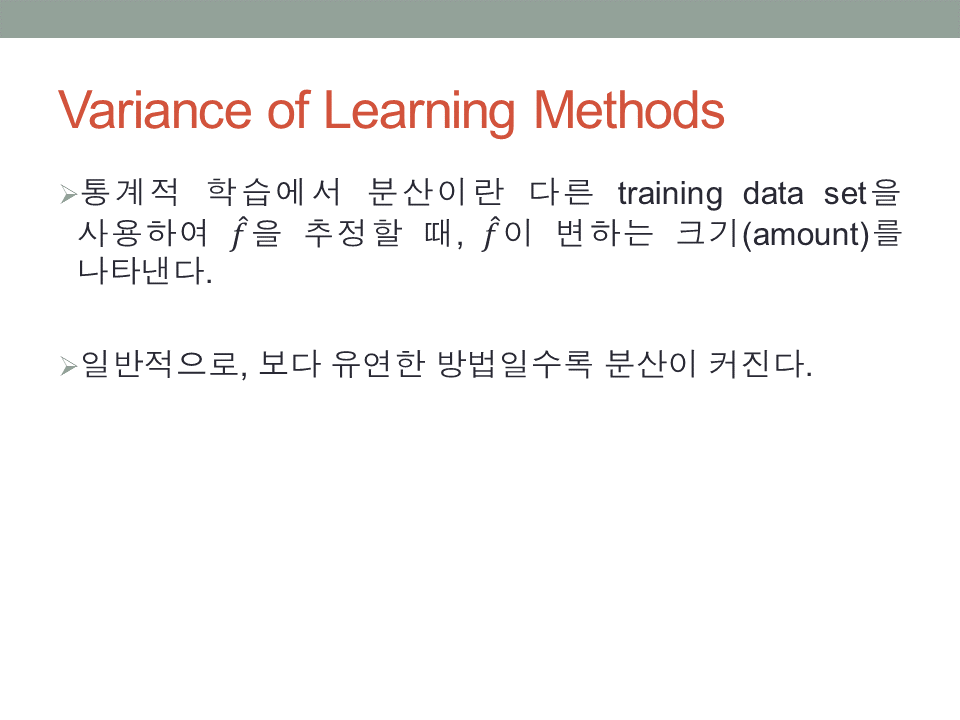 Variance of Learning Methods
➢통계적 학습에서 분산이란 다른 training data set을
사용하여 f̂을 추정할 때, f̂이 변하는 크기(amount)를
나타낸다.
➢일반적으로, 보다 유연한 방법일수록 분산이 커진다.